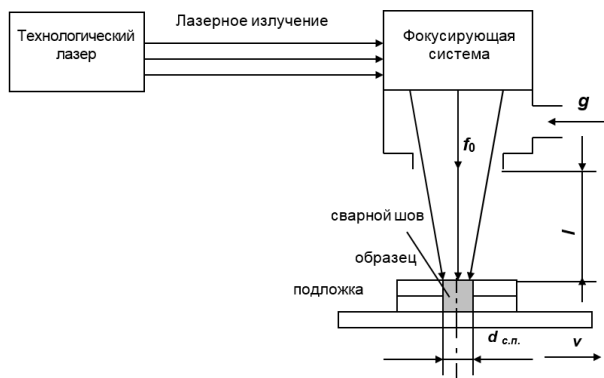 Технологический
лазер
Лазерное излучение
Фокусирующая
система
g
f0
l
сварной шов
образец
подложка
d с.п.
v